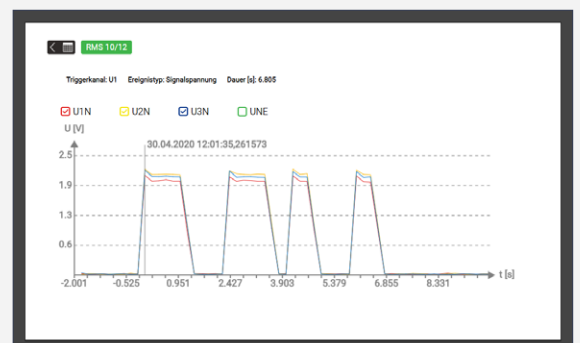 RMS 10/12
Triggerkanal: U1 Ereignistyp: Signalspannung Dauer [s]: 6.805
U1N U2N U3N UNE
U [V]
30.04.2020 12:01:35,261573
2.5
1.9
1.3
0.6
-2.001 -0.525 0.951 2.427 3.903 5.379 6.855 8.331
t [s]